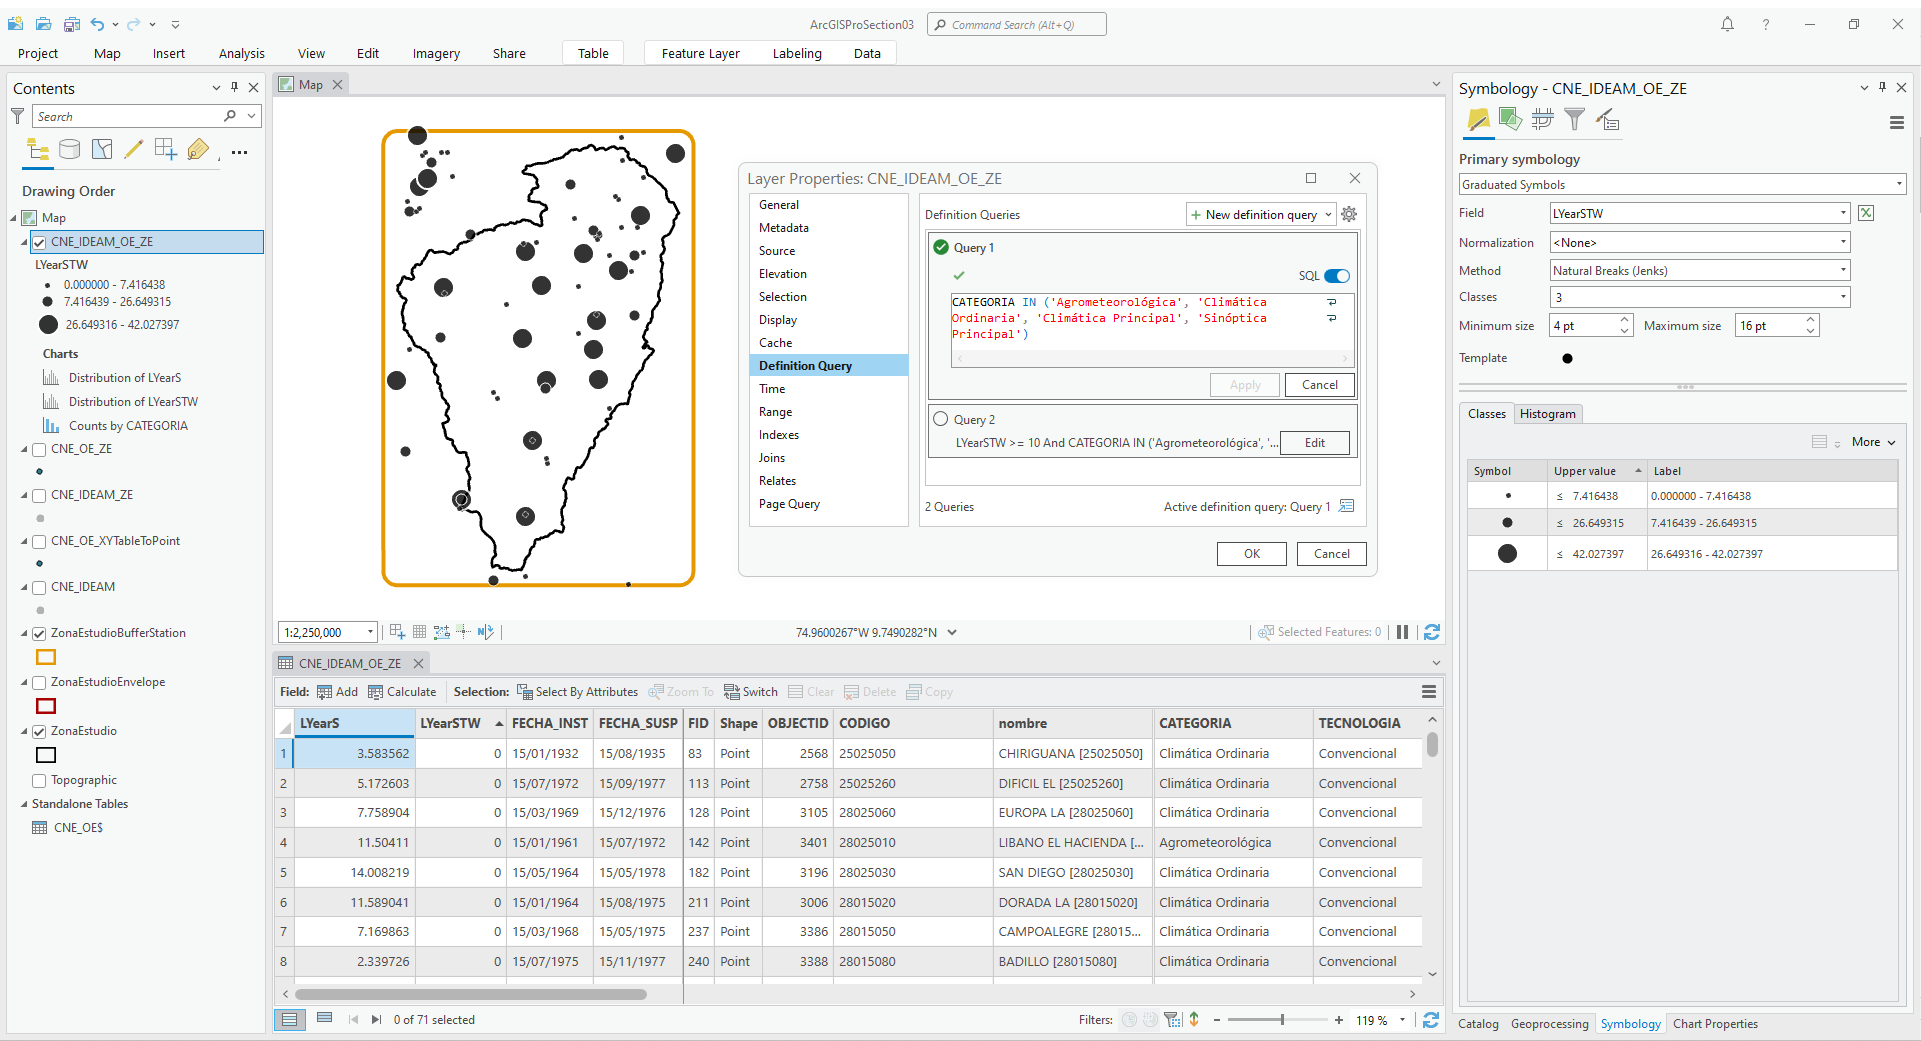 ArcGISProSection03
Command Search (Alt+Q)
Project Map Insert Analysis View Edit Imagery Share Table Feature Layer Labeling Data
Contents
Search
Drawing Order
Map
CNE_IDEAM_OE_ZE
LYearSTW
0.000000 - 7.416438
7.416439 - 26.649315
26.649316 - 42.027397
Charts
Distribution of LYearS
Distribution of LYearSTW
Counts by CATEGORIA
CNE_OE_ZE
CNE_IDEAM_ZE
CNE_OE_XYTableToPoint
CNE_IDEAM
ZonaEstudioBufferStation
ZonaEstudioEnvelope
ZonaEstudio
Topographic
Standalone Tables
CNE_OE$
Map
Layer Properties: CNE_IDEAM_OE_ZE
General
Metadata
Source
Elevation
Selection
Display
Cache
Definition Query
Time
Range
Indexes
Joins
Relates
Page Query
Definition Queries
New definition query
Query 1
SQL
CATEGORIA IN ('Agrometeorológica', 'Climática
Ordinaria', 'Climática Principal', 'Sinóptica
Principal')
Apply Cancel
Query 2
LYearSTW >= 10 And CATEGORIA IN ('Agrometeorológica', '...
Edit
2 Queries
Active definition query: Query 1
OK Cancel
1:2,250,000
74.9600267°W 9.7490282°N
Selected Features: 0
CNE_IDEAM_OE_ZE
Field: Add Calculate Selection: Select By Attributes Zoom To Switch Clear Delete Copy
LYearS LYearSTW FECHA_INST FECHA_SUSP FID Shape OBJECTID CODIGO nombre CATEGORIA TECNOLOGIA
1 3.583562 0 15/01/1932 15/08/1935 83 Point 2568 25025050 CHIRIGUANA [25025050] Climática Ordinaria Convencional
2 5.172603 0 15/07/1972 15/09/1977 113 Point 2758 25025260 DIFICIL EL [25025260] Climática Ordinaria Convencional
3 7.758904 0 15/03/1969 15/12/1976 128 Point 3105 28025060 EUROPA LA [28025060] Climática Ordinaria Convencional
4 11.50411 0 15/01/1961 15/07/1972 142 Point 3401 28025010 LIBANO EL HACIENDA [... Agrometeorológica Convencional
5 14.008219 0 15/05/1964 15/05/1978 182 Point 3196 28025030 SAN DIEGO [28025030] Climática Ordinaria Convencional
6 11.589041 0 15/01/1964 15/08/1975 211 Point 3006 28015020 DORADA LA [28015020] Climática Ordinaria Convencional
7 7.169863 0 15/03/1968 15/05/1975 237 Point 3386 28015050 CAMPOALEGRE [28015... Climática Ordinaria Convencional
8 2.339726 0 15/07/1975 15/11/1977 240 Point 3388 28015080 BADILLO [28015080] Climática Ordinaria Convencional
0 of 71 selected
Filters:
119 %
Symbology - CNE_IDEAM_OE_ZE
Primary symbology
Graduated Symbols
Field LYearSTW
Normalization <None>
Method Natural Breaks (Jenks)
Classes 3
Minimum size 4 pt Maximum size 16 pt
Template
Classes Histogram
More
Symbol Upper value Label
≤ 7.416438 0.000000 - 7.416438
≤ 26.649315 7.416439 - 26.649315
≤ 42.027397 26.649316 - 42.027397
Catalog Geoprocessing Symbology Chart Properties